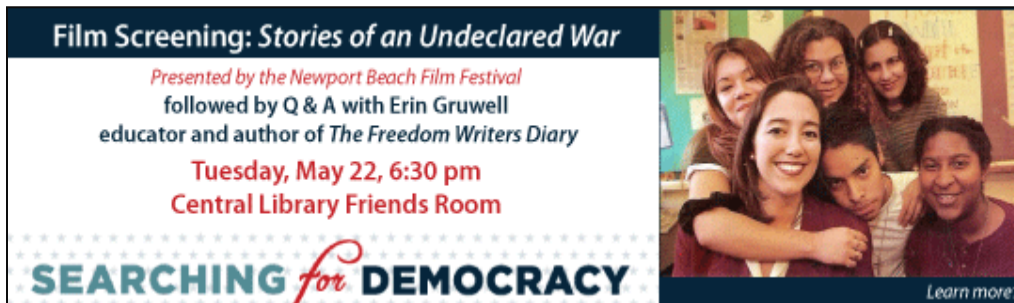 Film Screening: Stories of an Undeclared War
Presented by the Newport Beach Film Festival
followed by Q & A with Erin Gruwell
educator and author of The Freedom Writers Diary
Tuesday, May 22, 6:30 pm
Central Library Friends Room
SEARCHING for DEMOCRACY
Learn more